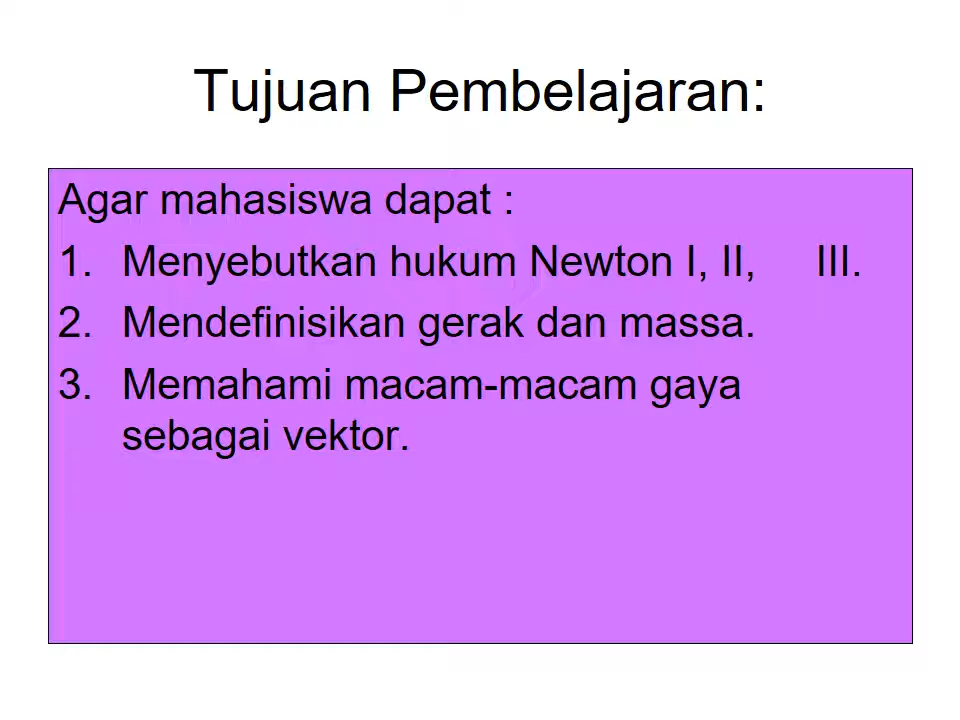 Tujuan Pembelajaran:
Agar mahasiswa dapat :
1. Menyebutkan hukum Newton I, II, III.
2. Mendefinisikan gerak dan massa.
3. Memahami macam-macam gaya
sebagai vektor.